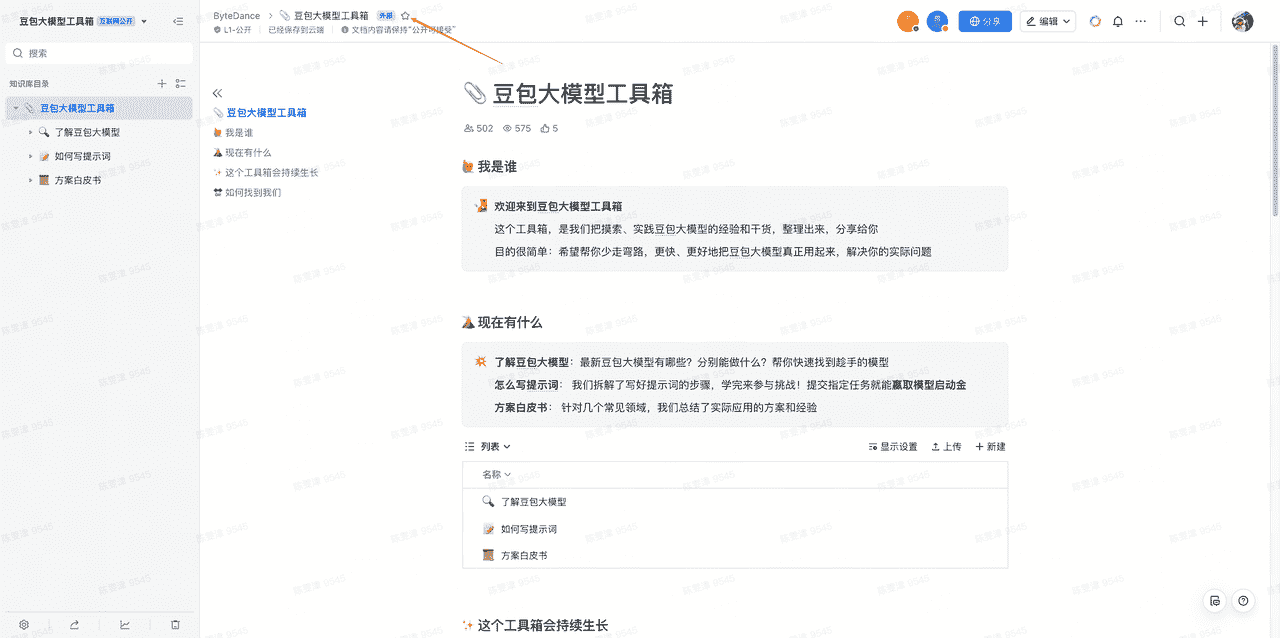 豆包大模型工具箱 互联网公开
搜索
知识库目录
豆包大模型工具箱
了解豆包大模型
如何写提示词
方案白皮书
ByteDance > 豆包大模型工具箱 外部
L1-公开 已经保存到云端 文档内容请保持"公开可接受"
分享
编辑
豆包大模型工具箱
我是谁
现在有什么
这个工具箱会持续生长
如何找到我们
豆包大模型工具箱
502 575 5
我是谁
欢迎来到豆包大模型工具箱
这个工具箱，是我们把摸索、实践豆包大模型的经验和干货，整理出来，分享给你
目的很简单：希望帮你少走弯路，更快、更好地把豆包大模型真正用起来，解决你的实际问题
现在有什么
了解豆包大模型：最新豆包大模型有哪些？分别能做什么？帮你快速找到趁手的模型
怎么写提示词： 我们拆解了写好提示词的步骤，学完来参与挑战！提交指定任务就能赢取模型启动金
方案白皮书： 针对几个常见领域，我们总结了实际应用的方案和经验
列表 显示设置 上传 新建
名称
了解豆包大模型
如何写提示词
方案白皮书
这个工具箱会持续生长